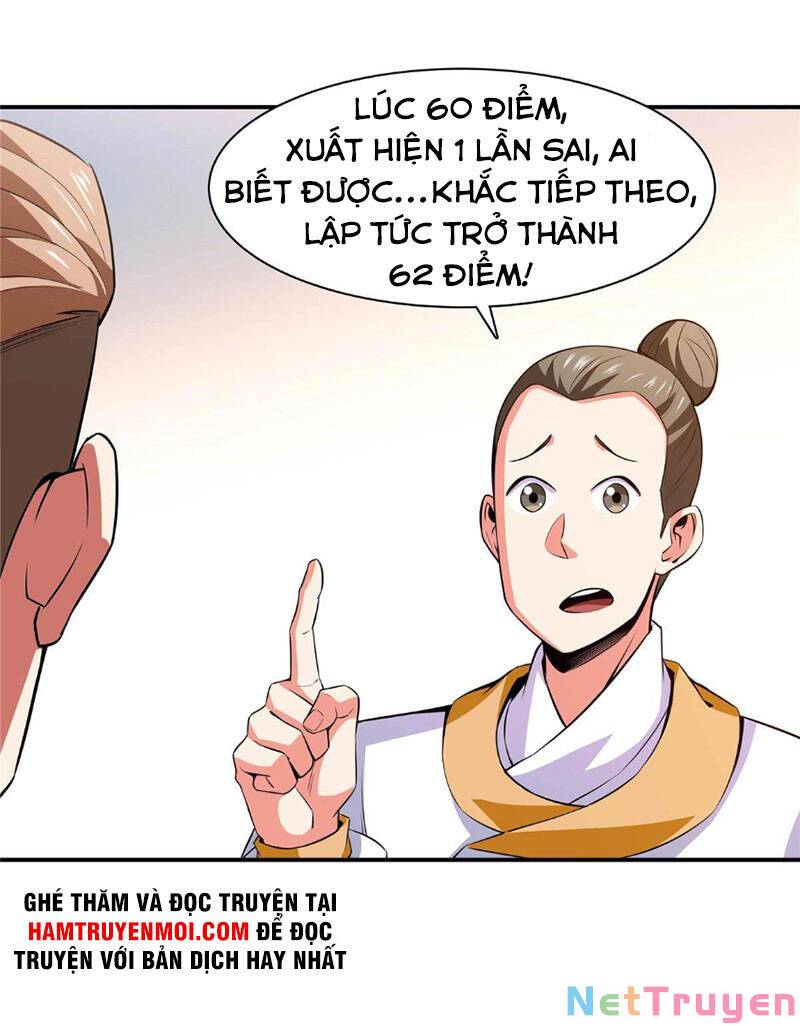 LÚC 60 ĐIỂM,
XUẤT HIỆN 1 LẦN SAI, AI
BIẾT ĐƯỢC...KHẮC TIẾP THEO,
LẬP TỨC TRỞ THÀNH
62 ĐIỂM!
GHÉ THĂM VÀ ĐỌC TRUYỆN TẠI
HAMTRUYENMOI.COM ĐỂ ĐỌC
TRUYỆN VỚI BẢN DỊCH HAY NHẤT
NetTruyen